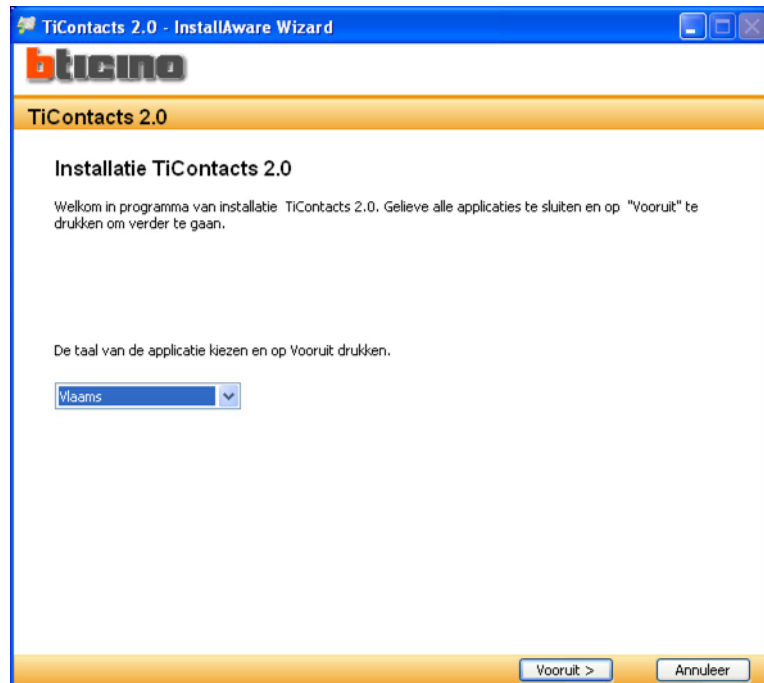 TiContacts 2.0 - InstallAware Wizard
bticino
TiContacts 2.0
Installatie TiContacts 2.0
Welkom in programma van installatie TiContacts 2.0. Gelieve alle applicaties te sluiten en op "Vooruit" te
drukken om verder te gaan.
De taal van de applicatie kiezen en op Vooruit drukken.
Vlaams
Vooruit >
Annuleer